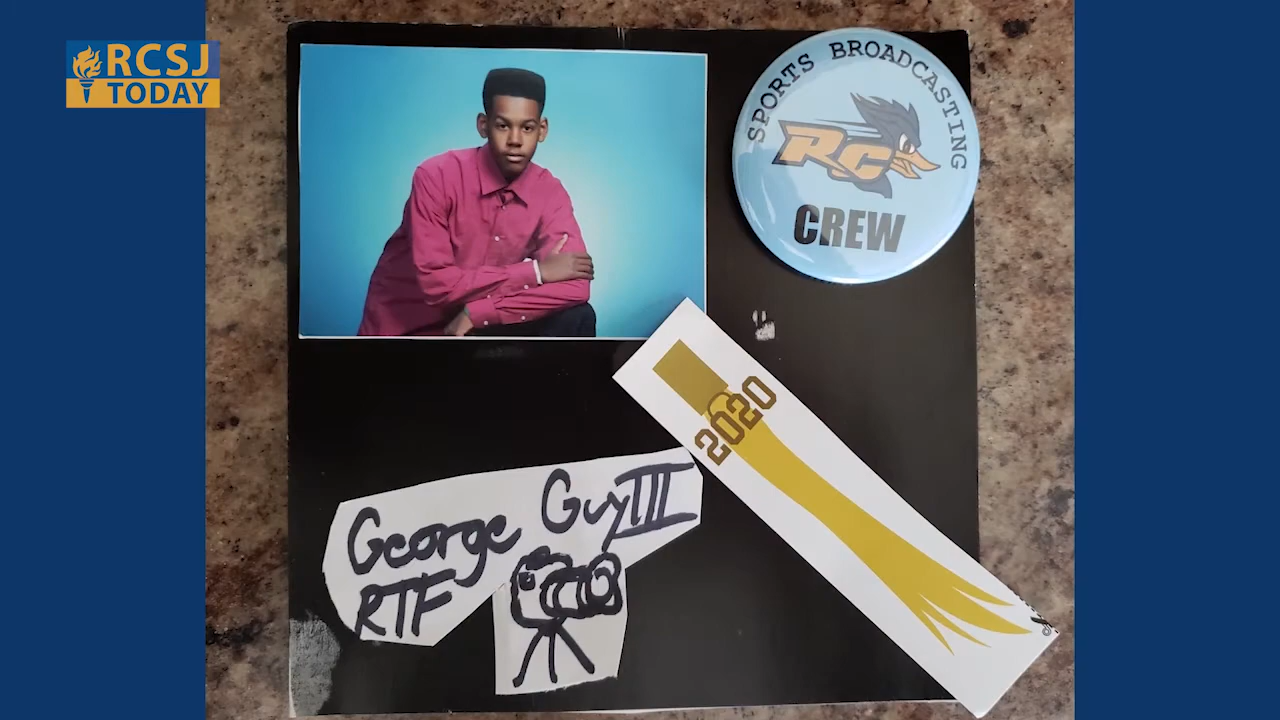 RCSJ
TODAY
SPORTS BROADCASTING
RC
CREW
2020
George Guy III
RTF